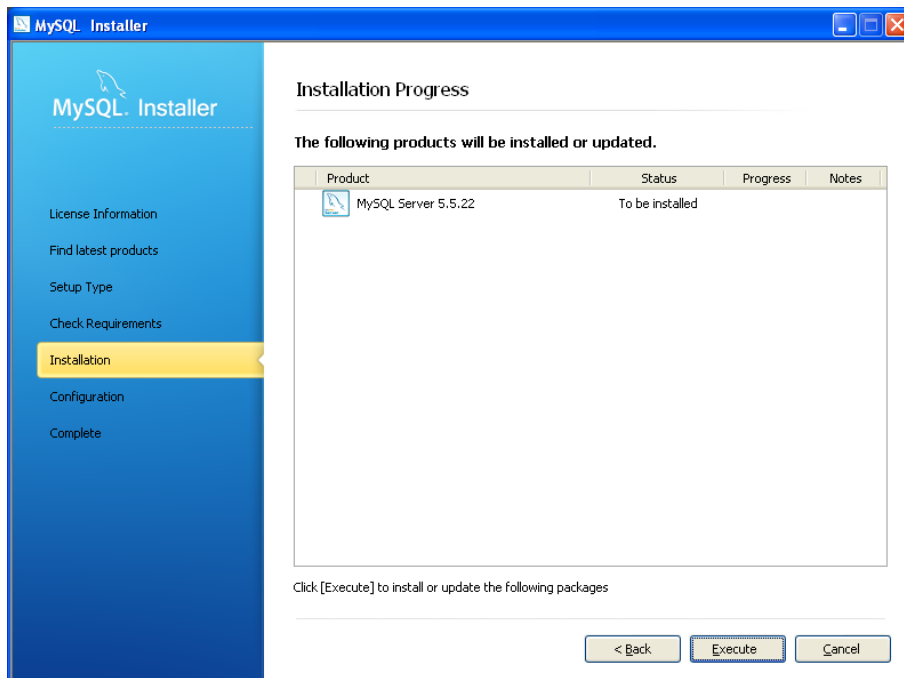 MySQL Installer
MySQL. Installer
License Information
Find latest products
Setup Type
Check Requirements
Installation
Configuration
Complete
Installation Progress
The following products will be installed or updated.
Product Status Progress Notes
MySQL Server 5.5.22 To be installed
Click [Execute] to install or update the following packages
< Back Execute Cancel